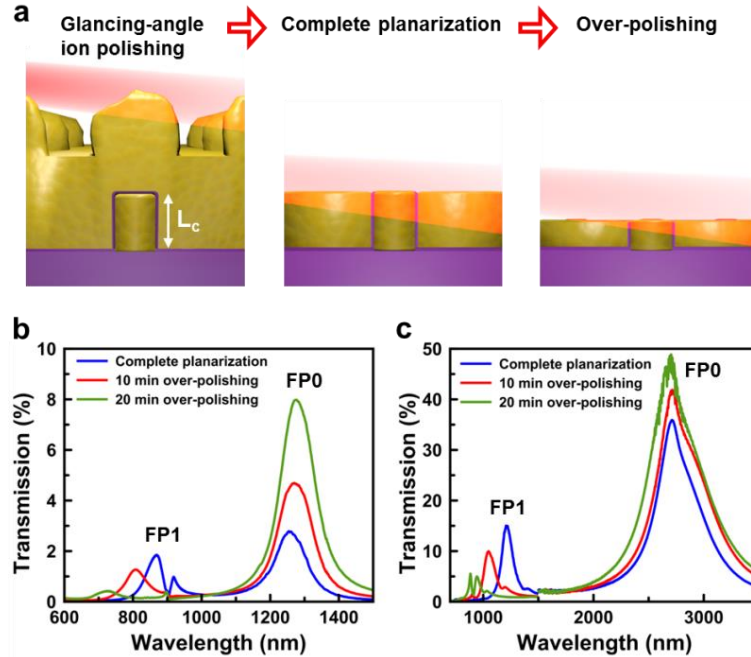 a
Glancing-angle
ion polishing
Complete planarization
Over-polishing
Lc
b
10
8
6
4
2
0
Transmission (%)
Complete planarization
10 min over-polishing
20 min over-polishing
FP0
FP1
600 800 1000 1200 1400
Wavelength (nm)
c
50
40
30
20
10
0
Transmission (%)
Complete planarization
10 min over-polishing
20 min over-polishing
FP0
FP1
1000 2000 3000
Wavelength (nm)